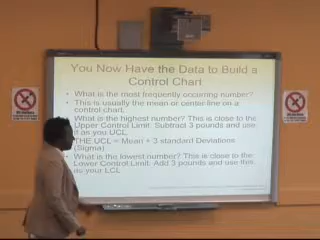 You Now Have the Data to Build a
Control Chart
What is the most frequently occurring number?
This is usually the mean or center line on a
control chart.
What is the highest number? This is close to the
Upper Control Limit. Subtract 3 pounds and use
it as you UCL.
THE UCL = Mean + 3 standard Deviations
(Sigma)
What is the lowest number? This is close to the
Lower Control Limit. Add 3 pounds and use this
as your LCL